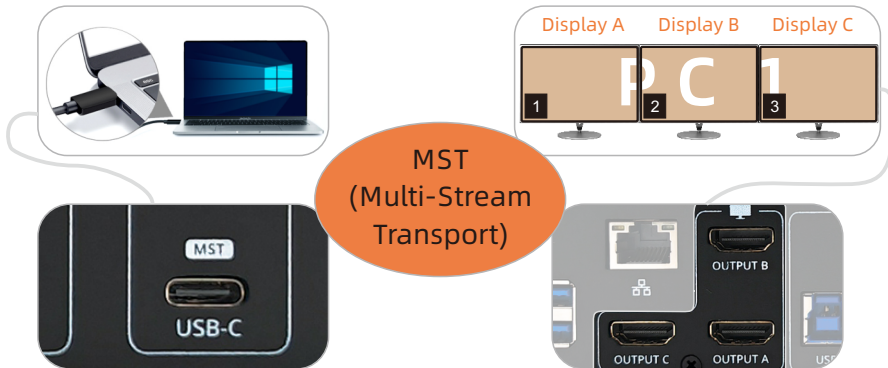 Display A
Display B
Display C
P C 1
1
2
3
MST
(Multi-Stream
Transport)
MST
USB-C
OUTPUT B
OUTPUT C
OUTPUT A